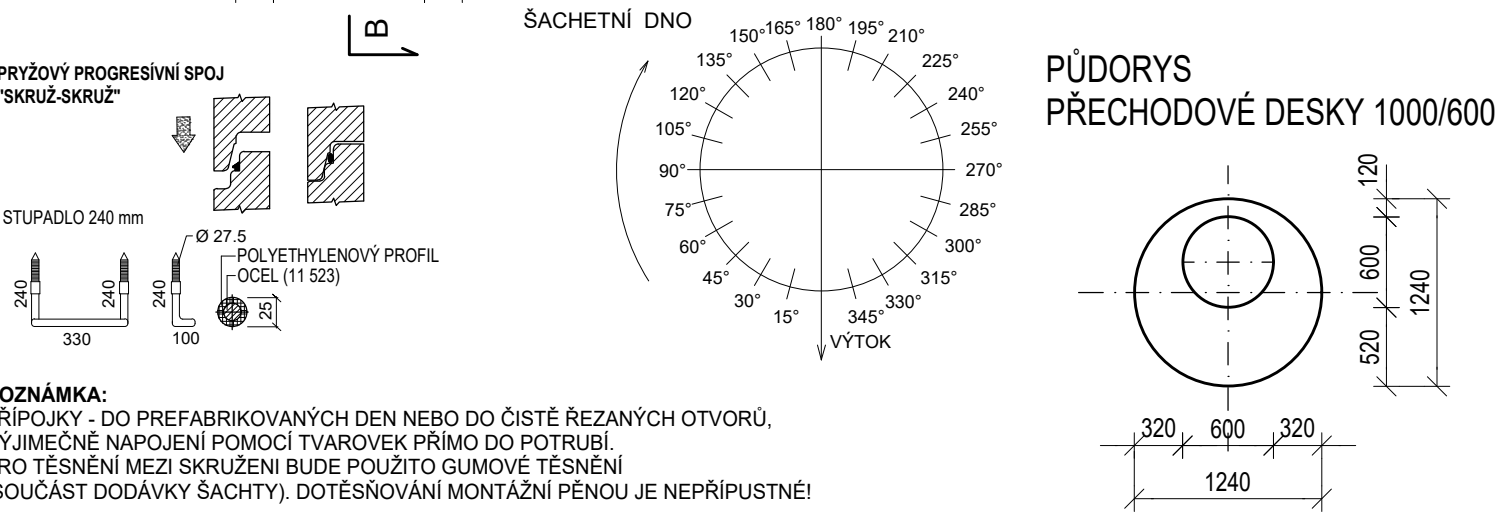 B
PRYŽOVÝ PROGRESÍVNÍ SPOJ
"SKRUŽ-SKRUŽ"
STUPADLO 240 mm
Ø 27.5
POLYETHYLENOVÝ PROFIL
OCEL (11 523)
240
240
240
25
330
100
ŠACHETNÍ DNO
180°
165°
195°
150°
210°
135°
225°
120°
240°
105°
255°
90°
270°
75°
285°
60°
300°
45°
315°
30°
330°
15°
345°
VÝTOK
PŮDORYS
PŘECHODOVÉ DESKY 1000/600
120
600
1240
520
320 600 320
1240
OZNÁMKA:
ŘÍPOJKY - DO PREFABRIKOVANÝCH DEN NEBO DO ČISTĚ ŘEZANÝCH OTVORŮ,
ÝJIMEČNĚ NAPOJENÍ POMOCÍ TVAROVEK PŘÍMO DO POTRUBÍ.
RO TĚSNĚNÍ MEZI SKRUŽENI BUDE POUŽITO GUMOVÉ TĚSNĚNÍ
SOUČÁST DODÁVKY ŠACHTY). DOTĚSŇOVÁNÍ MONTÁŽNÍ PĚNOU JE NEPŘÍPUSTNÉ!